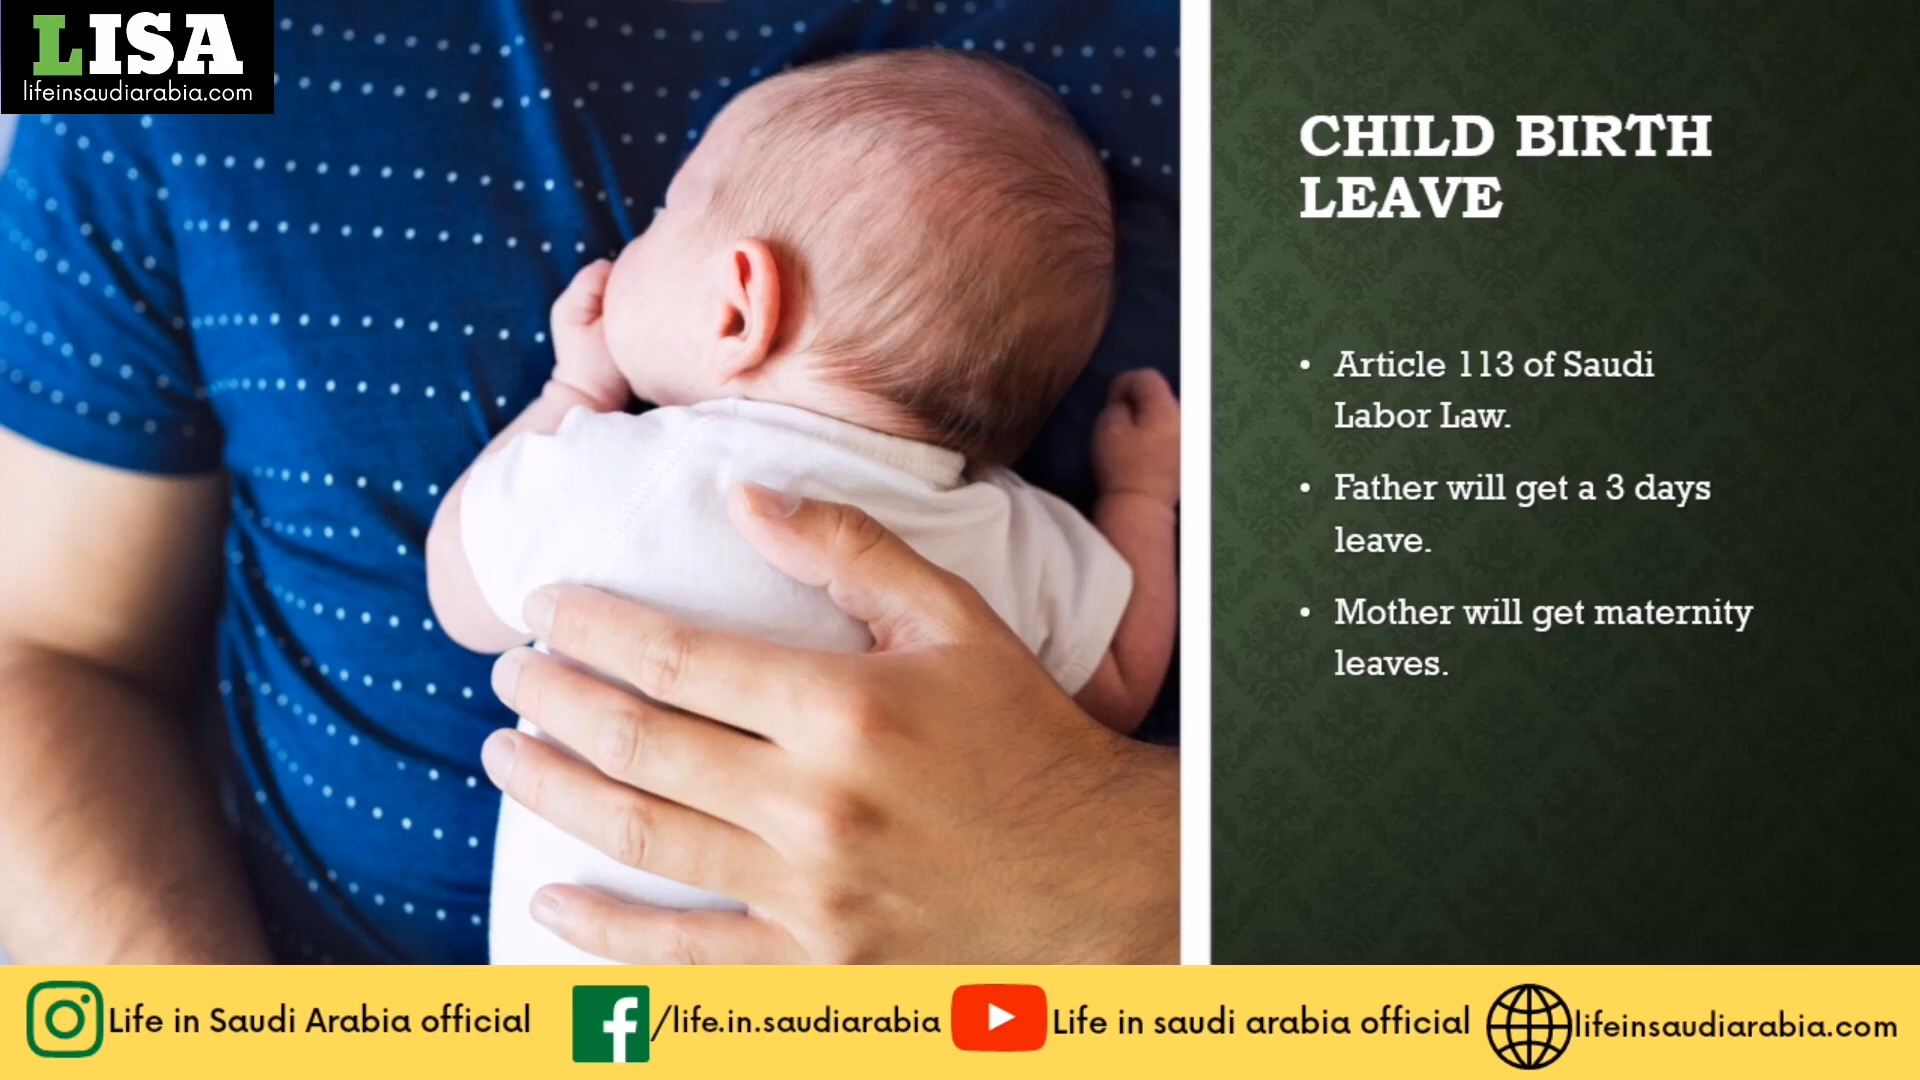 LISA
lifeinsaudiarabia.com
CHILD BIRTH
LEAVE
• Article 113 of Saudi
Labor Law.
• Father will get a 3 days
leave.
• Mother will get maternity
leaves.
Life in Saudi Arabia official
/life.in.saudiarabia
Life in saudi arabia official
lifeinsaudiarabia.com